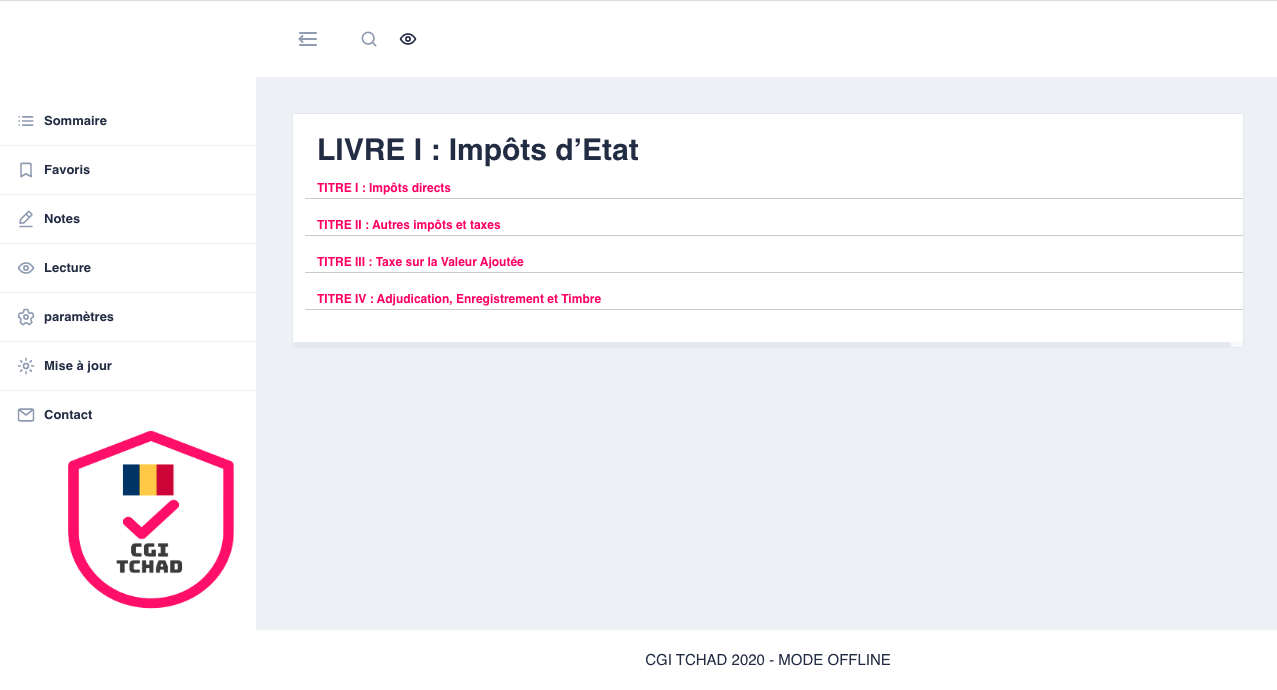 Sommaire
Favoris
Notes
Lecture
paramètres
Mise à jour
Contact
CGI
TCHAD
LIVRE I : Impôts d’Etat
TITRE I : Impôts directs
TITRE II : Autres impôts et taxes
TITRE III : Taxe sur la Valeur Ajoutée
TITRE IV : Adjudication, Enregistrement et Timbre
CGI TCHAD 2020 - MODE OFFLINE